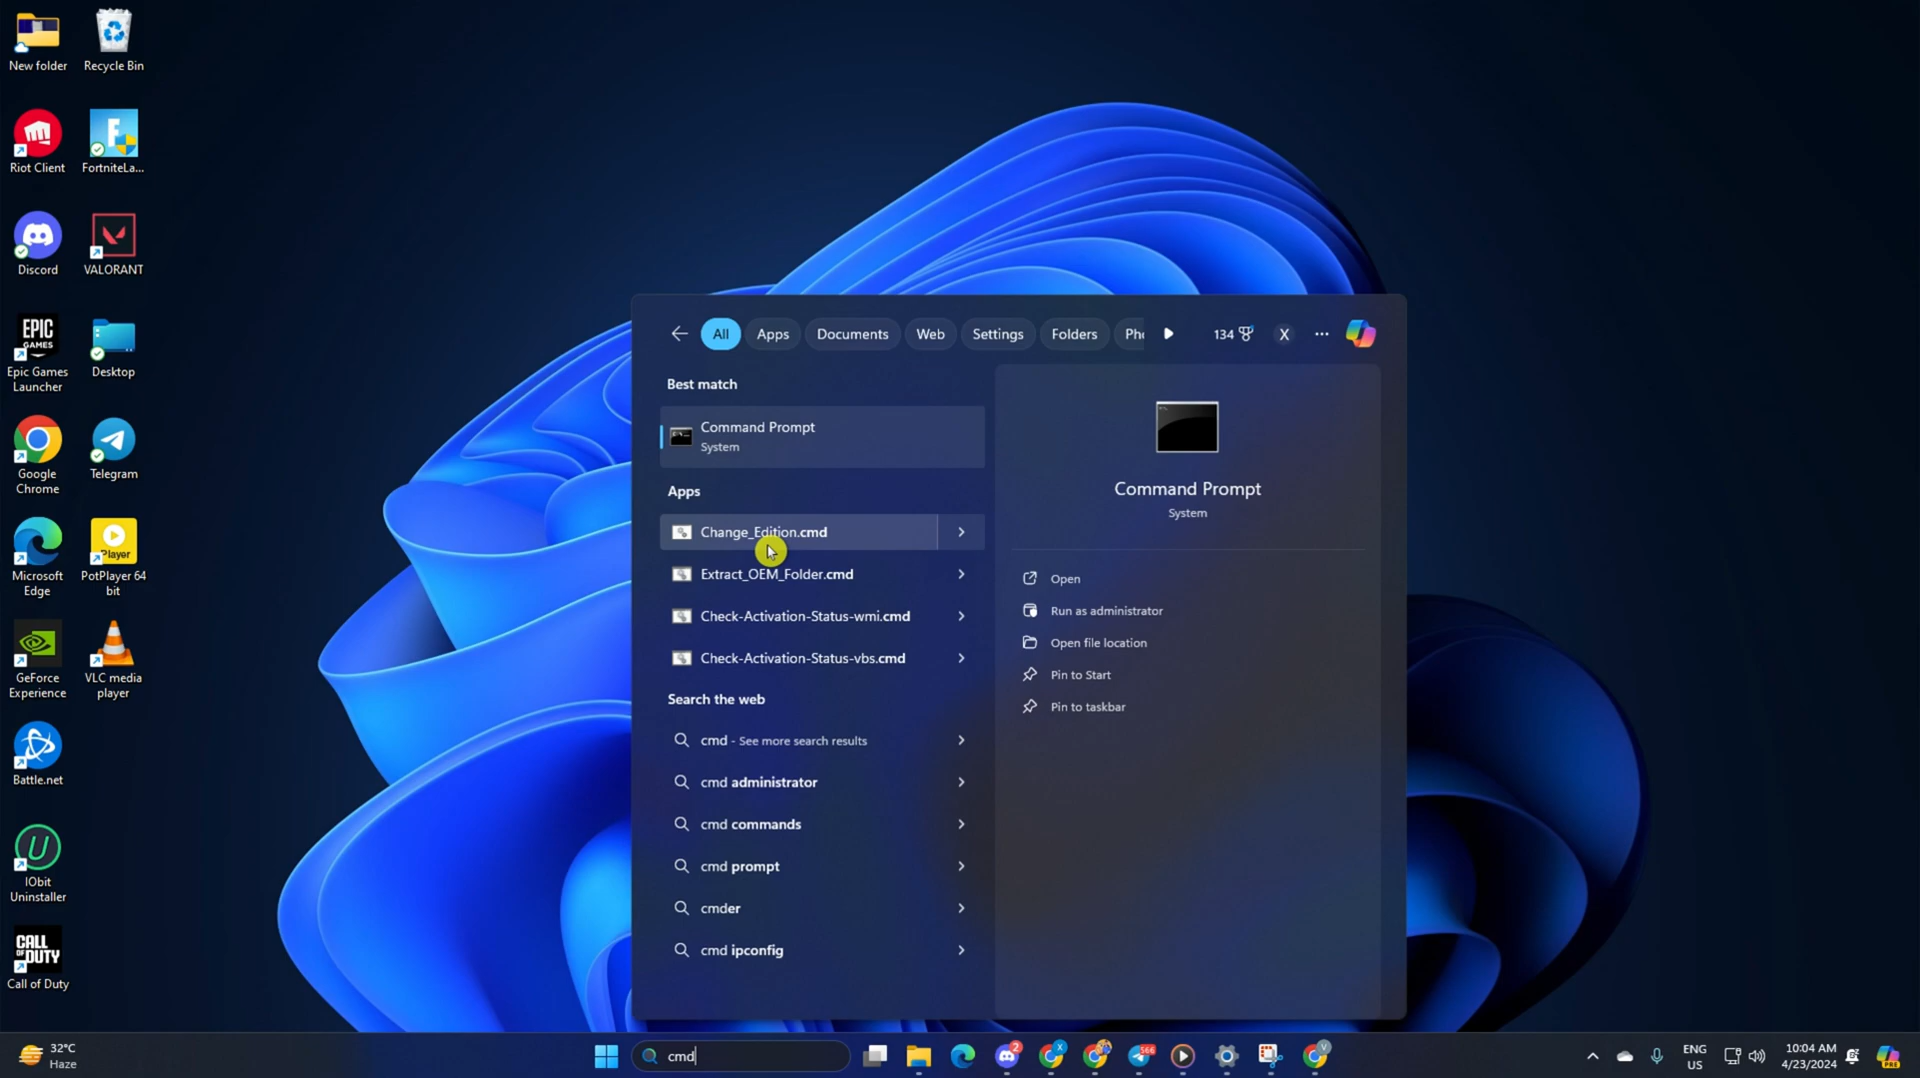 New folder
Recycle Bin
Riot Client
FortniteLa...
Discord
VALORANT
EPIC
GAMES
Epic Games
Launcher
Desktop
Google
Chrome
Telegram
Microsoft
Edge
Player
PotPlayer 64
bit
GeForce
Experience
VLC media
player
Battle.net
IObit
Uninstaller
CALL OF DUTY
Call of Duty
All
Apps
Documents
Web
Settings
Folders
134
X
Best match
Command Prompt
System
Apps
Change_Edition.cmd
Extract_OEM_Folder.cmd
Check-Activation-Status-wmi.cmd
Check-Activation-Status-vbs.cmd
Search the web
cmd - See more search results
cmd administrator
cmd commands
cmd prompt
cmder
cmd ipconfig
Command Prompt
System
Open
Run as administrator
Open file location
Pin to Start
Pin to taskbar
32°C
Haze
cmd
2
X
566
V
ENG
US
10:04 AM
4/23/2024
PRE